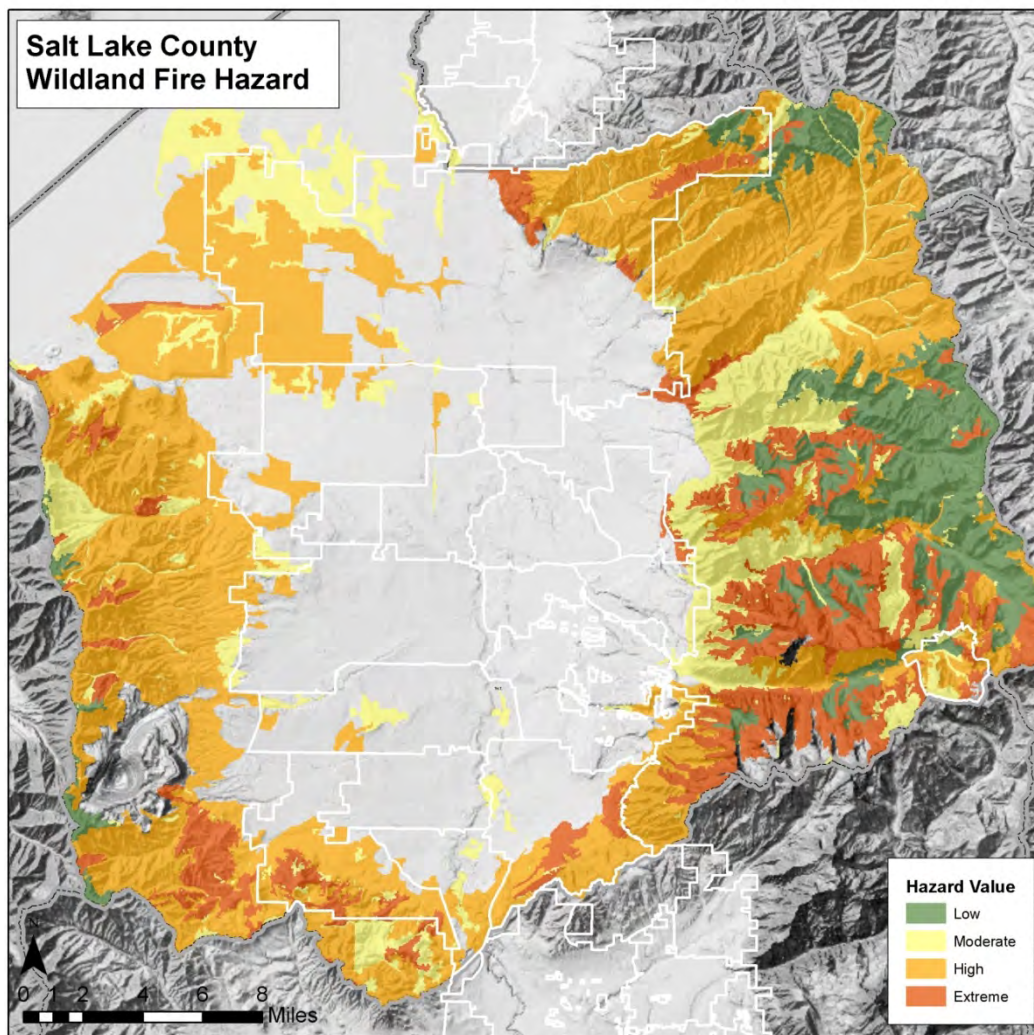 Salt Lake County
Wildland Fire Hazard
Hazard Value
Low
Moderate
High
Extreme
N
0 1 2 4 6 8
Miles